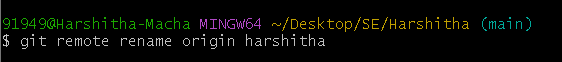 91949@Harshitha-Macha MINGW64 ~/Desktop/SE/Harshitha (main)
$ git remote rename origin harshitha